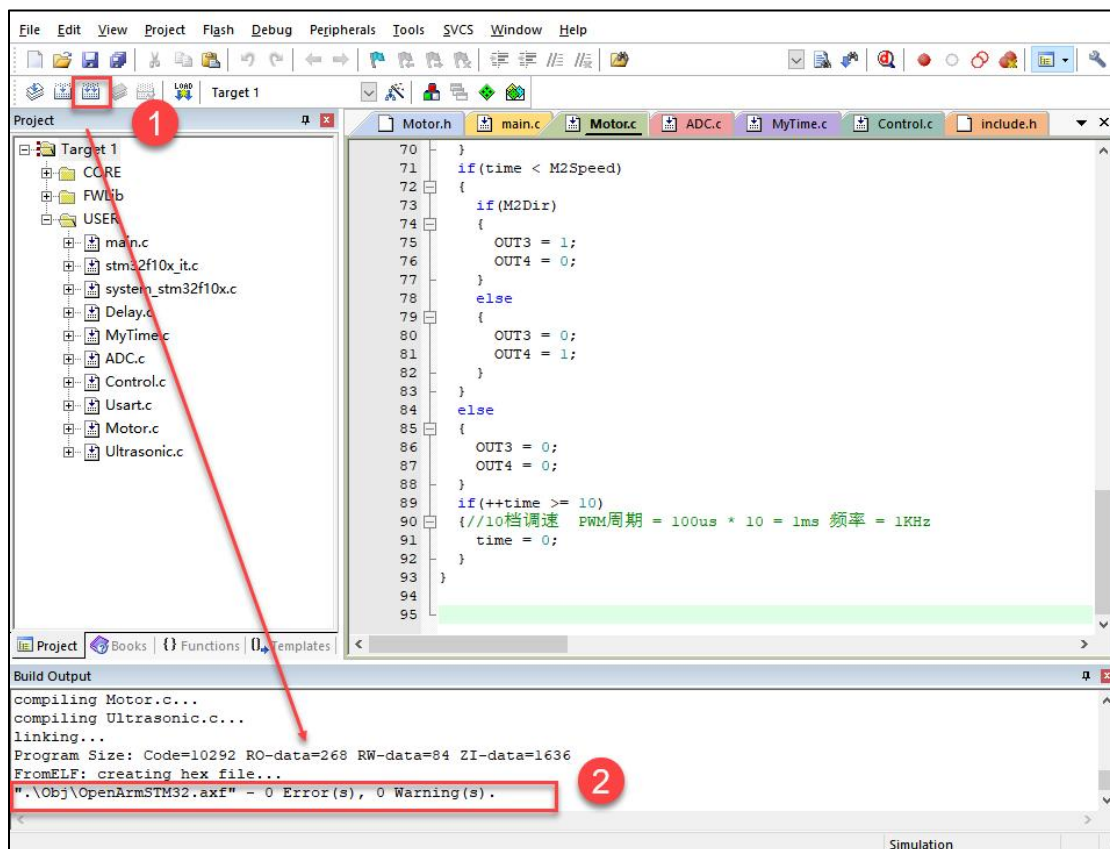 File Edit View Project Flash Debug Peripherals Tools SVCS Window Help
LOAD Target 1
1
Project
Target 1
CORE
FWLib
USER
main.c
stm32f10x_it.c
system_stm32f10x.c
Delay.c
MyTime.c
ADC.c
Control.c
Usart.c
Motor.c
Ultrasonic.c
Project Books {} Functions Templates
Motor.h main.c Motor.c ADC.c MyTime.c Control.c include.h
70 }
71 if(time < M2Speed)
72 {
73 if(M2Dir)
74 {
75 OUT3 = 1;
76 OUT4 = 0;
77 }
78 else
79 {
80 OUT3 = 0;
81 OUT4 = 1;
82 }
83 }
84 else
85 {
86 OUT3 = 0;
87 OUT4 = 0;
88 }
89 if(++time >= 10)
90 {//10档调速 PWM周期 = 100us * 10 = 1ms 频率 = 1KHz
91 time = 0;
92 }
93 }
94
95
Build Output
compiling Motor.c...
compiling Ultrasonic.c...
linking...
Program Size: Code=10292 RO-data=268 RW-data=84 ZI-data=1636
FromELF: creating hex file...
".\Obj\OpenArmSTM32.axf" - 0 Error(s), 0 Warning(s).
2
Simulation